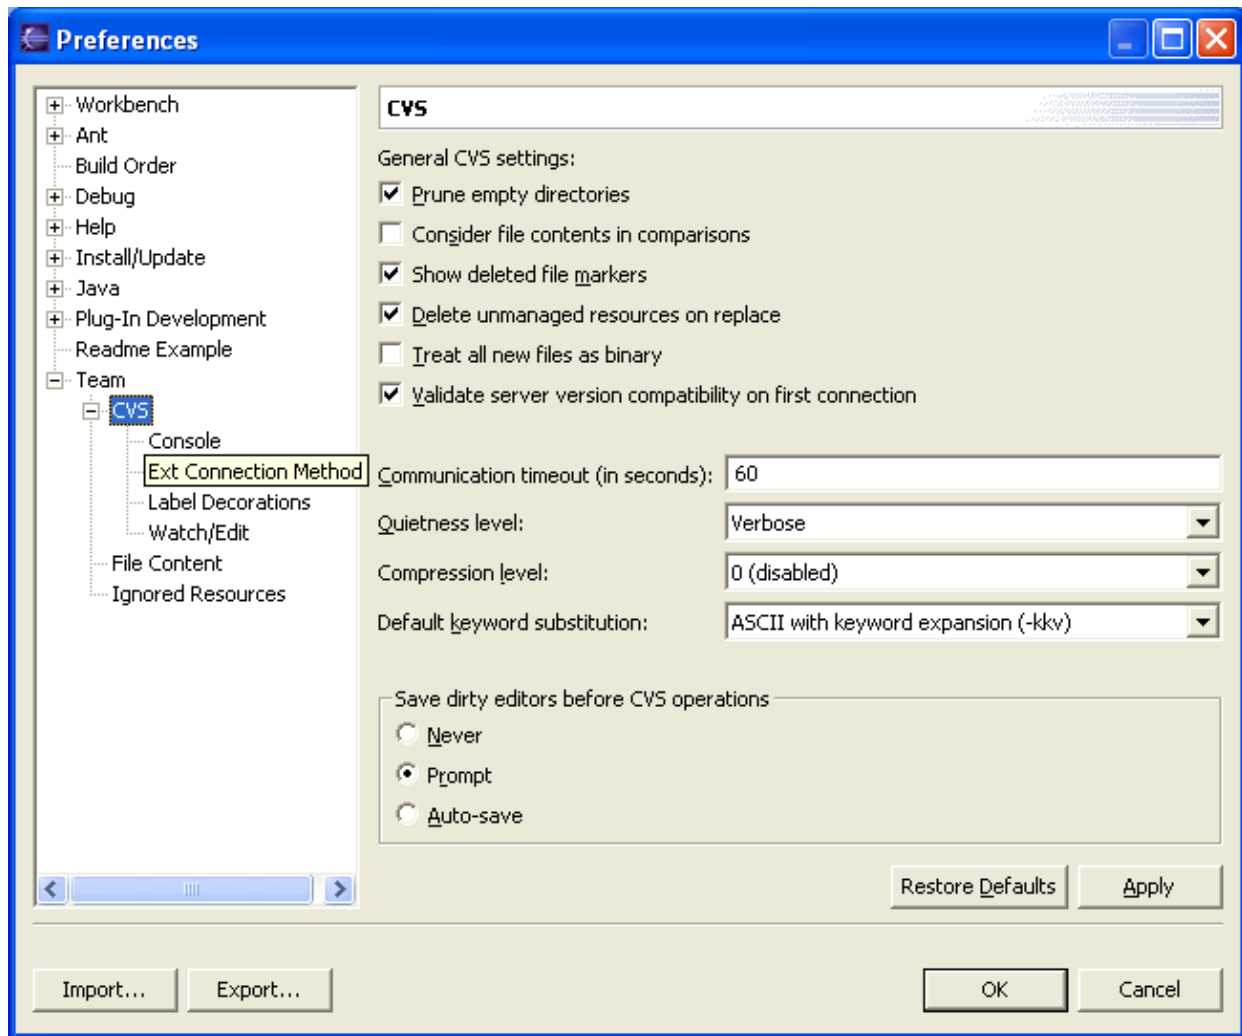 Preferences
Workbench
Ant
Build Order
Debug
Help
Install/Update
Java
Plug-In Development
Readme Example
Team
CVS
Console
Ext Connection Method
Label Decorations
Watch/Edit
File Content
Ignored Resources
CVS
General CVS settings:
Prune empty directories
Consider file contents in comparisons
Show deleted file markers
Delete unmanaged resources on replace
Treat all new files as binary
Validate server version compatibility on first connection
Communication timeout (in seconds): 60
Quietness level: Verbose
Compression level: 0 (disabled)
Default keyword substitution: ASCII with keyword expansion (-kkv)
Save dirty editors before CVS operations
Never
Prompt
Auto-save
Restore Defaults Apply
Import... Export... OK Cancel